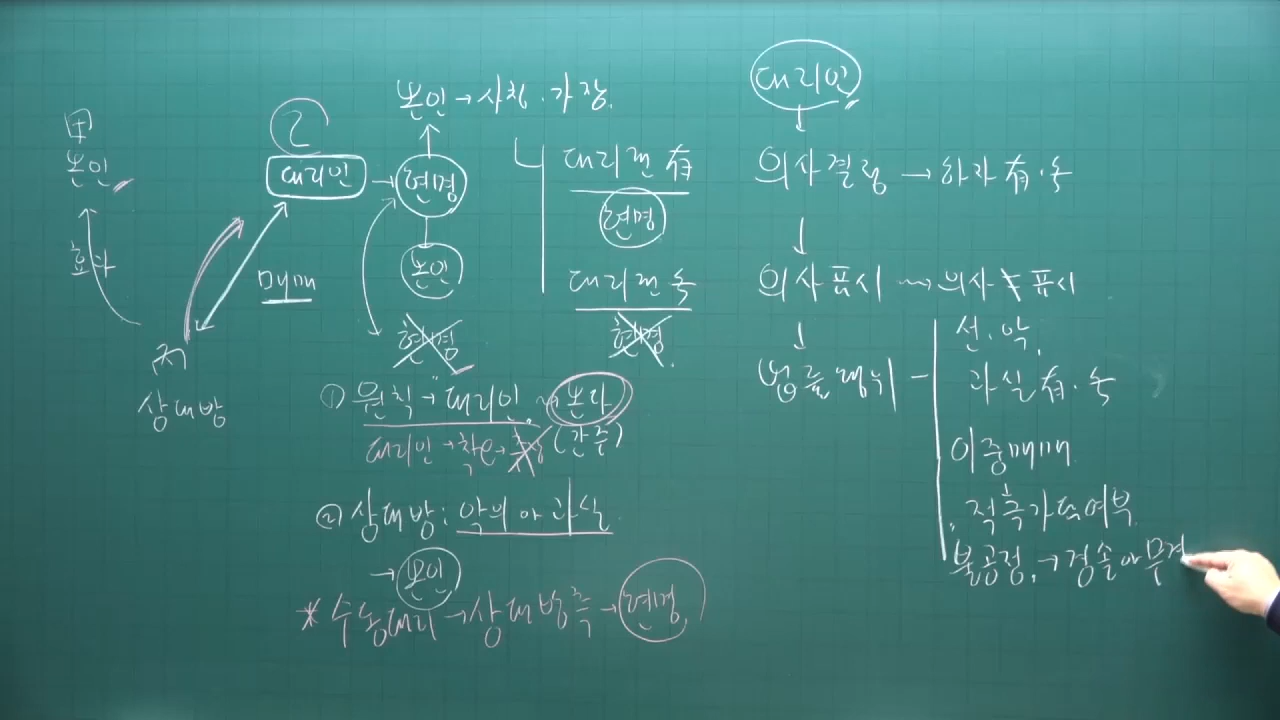 甲
본인
효과
상대방
대리인
매매
본인→사칭·가장.
현명
본인
현명
대리권 有
현명
대리권 X
현명
① 원칙→대리인→본다
대리인→착오→ (간주)
② 상대방: 악의 or 과실
→본인
* 수동대리→상대방측→현명
대리인
의사결정→하자 有·無
의사표시 의사≠표시
법률행위
선·악.
과실 有·無
이중매매
적극가담여부
불공정.→경솔 or 무경